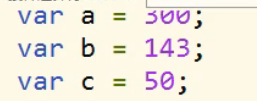 var a = 300;
var b = 143;
var c = 50;